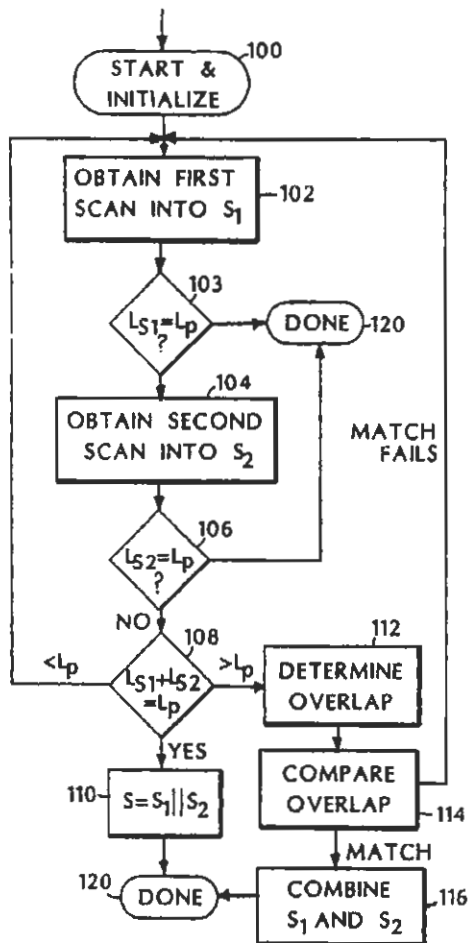 100
START &
INITIALIZE
OBTAIN FIRST
SCAN INTO S1
102
103
LS1=Lp
?
DONE
120
104
OBTAIN SECOND
SCAN INTO S2
MATCH
FAILS
106
LS2=Lp
?
NO
108
<Lp
LS1+LS2
=Lp
>Lp
112
DETERMINE
OVERLAP
YES
110
S=S1||S2
COMPARE
OVERLAP
114
MATCH
120
DONE
COMBINE
S1 AND S2
116